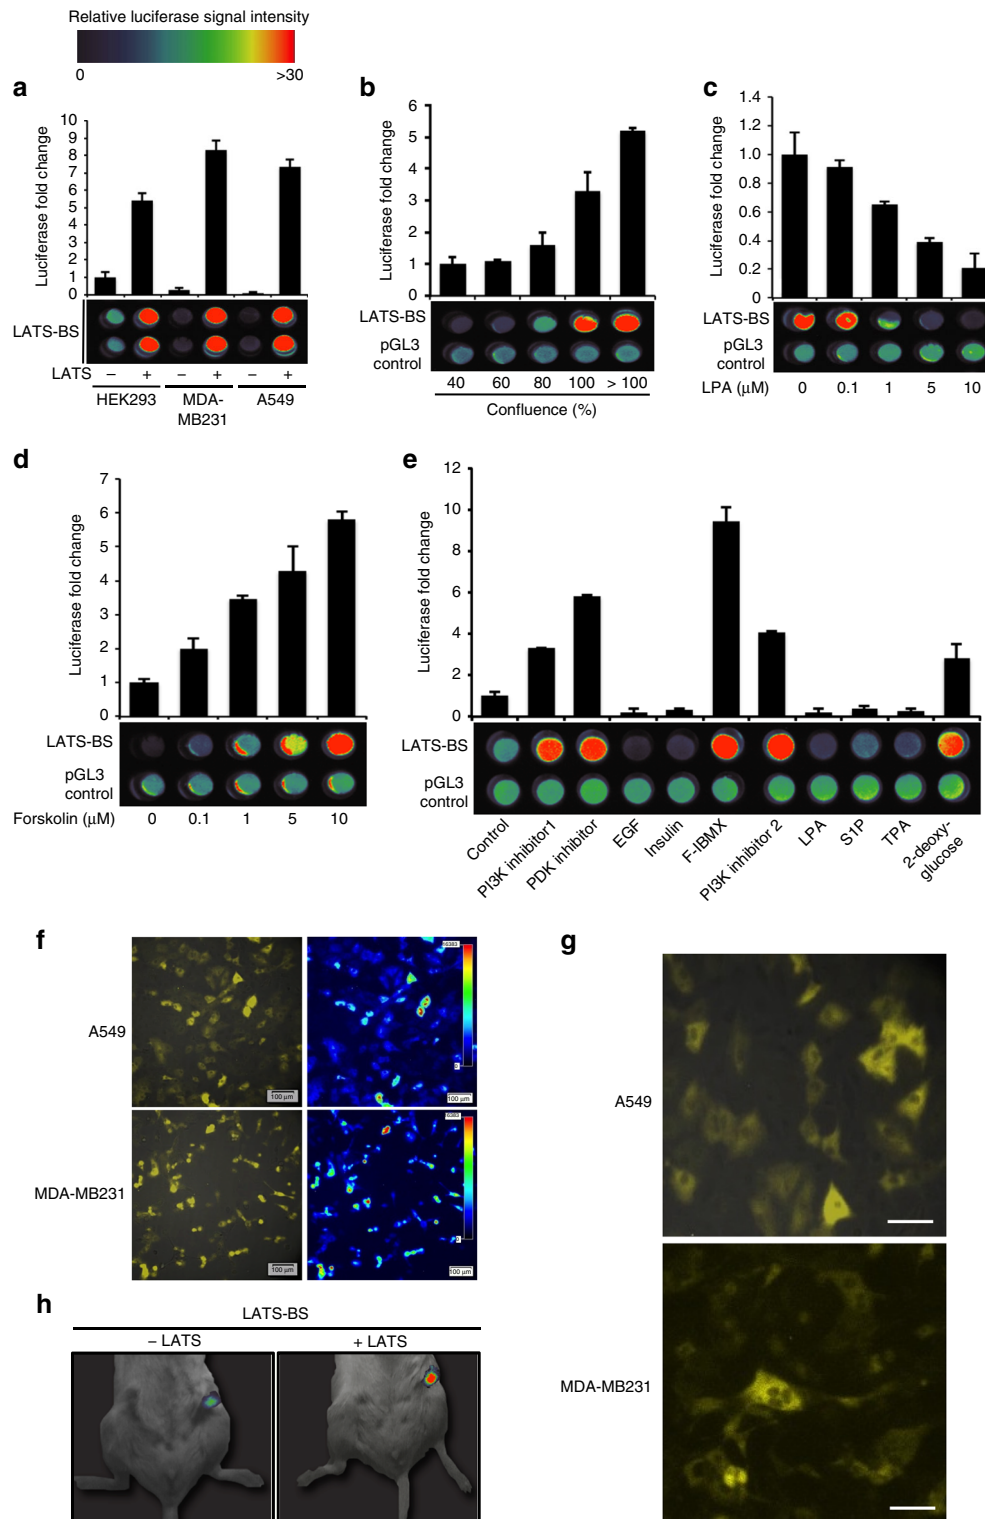 Relative luciferase signal intensity
0 >30
a
Luciferase fold change
10
9
8
7
6
5
4
3
2
1
0
LATS-BS
LATS – + – + – +
HEK293 MDA-MB231 A549
b
Luciferase fold change
6
5
4
3
2
1
0
LATS-BS
pGL3 control
40 60 80 100 > 100
Confluence (%)
c
Luciferase fold change
1.4
1.2
1.0
0.8
0.6
0.4
0.2
0
LATS-BS
pGL3 control
LPA (μM) 0 0.1 1 5 10
d
Luciferase fold change
7
6
5
4
3
2
1
0
LATS-BS
pGL3 control
Forskolin (μM) 0 0.1 1 5 10
e
Luciferase fold change
12
10
8
6
4
2
0
LATS-BS
pGL3 control
Control
PI3K inhibitor1
PDK inhibitor
EGF
Insulin
F-IBMX
PI3K inhibitor 2
LPA
S1P
TPA
2-deoxy-glucose
f
A549
100 μm
16383
0
100 μm
MDA-MB231
100 μm
100 μm
g
A549
MDA-MB231
h
LATS-BS
– LATS + LATS